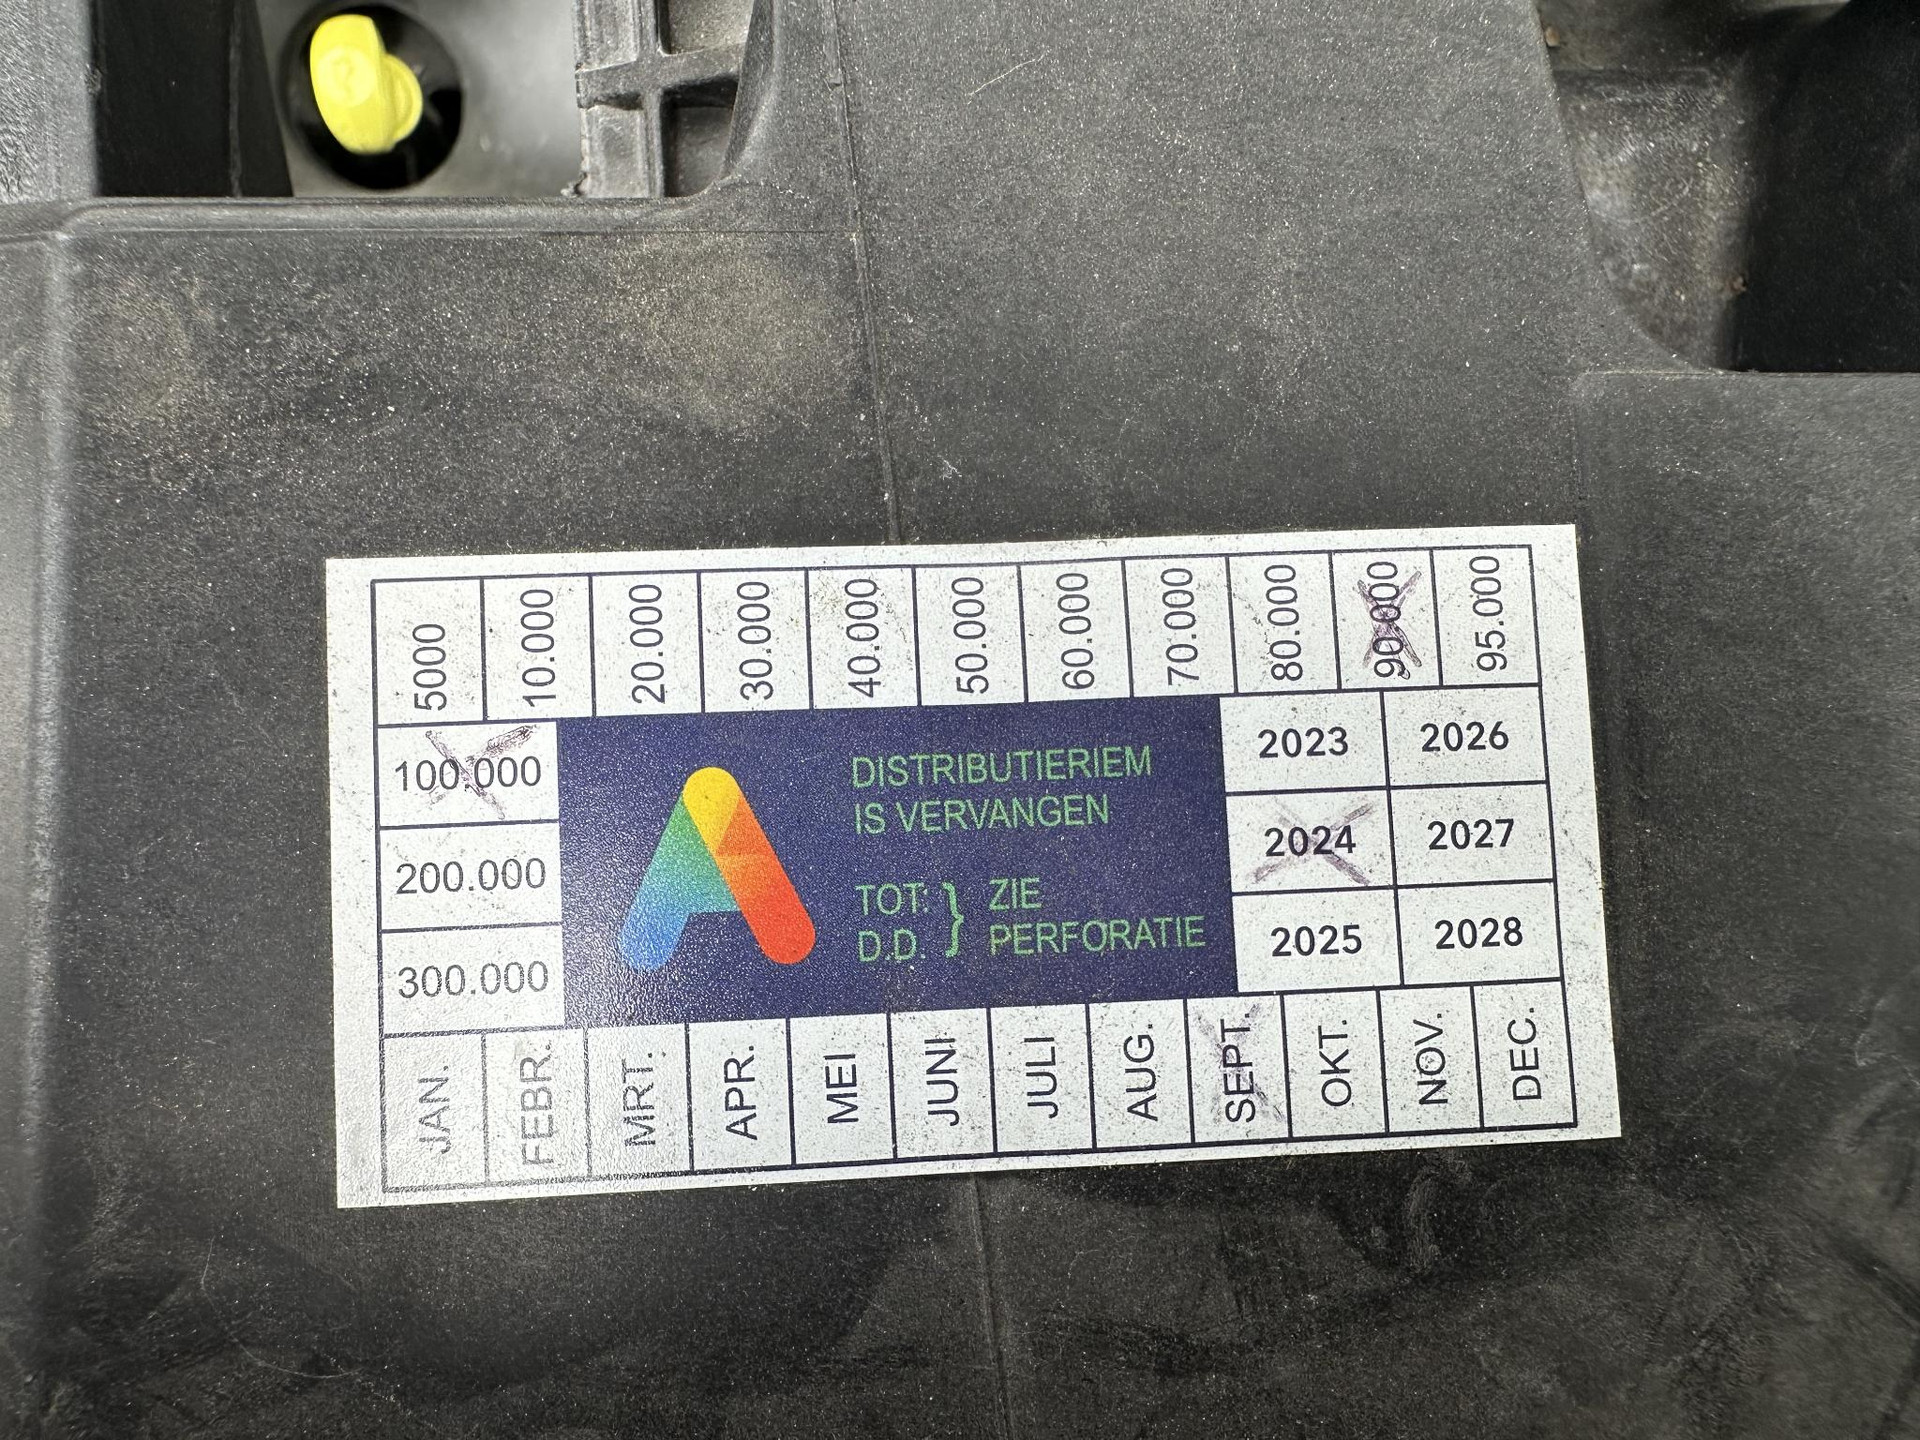 5000 10.000 20.000 30.000 40.000 50.000 60.000 70.000 80.000 90.000 95.000
100.000
200.000
300.000
DISTRIBUTIERIEM
IS VERVANGEN
TOT: } ZIE
D.D. PERFORATIE
2023 2026
2024 2027
2025 2028
JAN. FEBR. MRT. APR. MEI JUNI JULI AUG. SEPT. OKT. NOV. DEC.